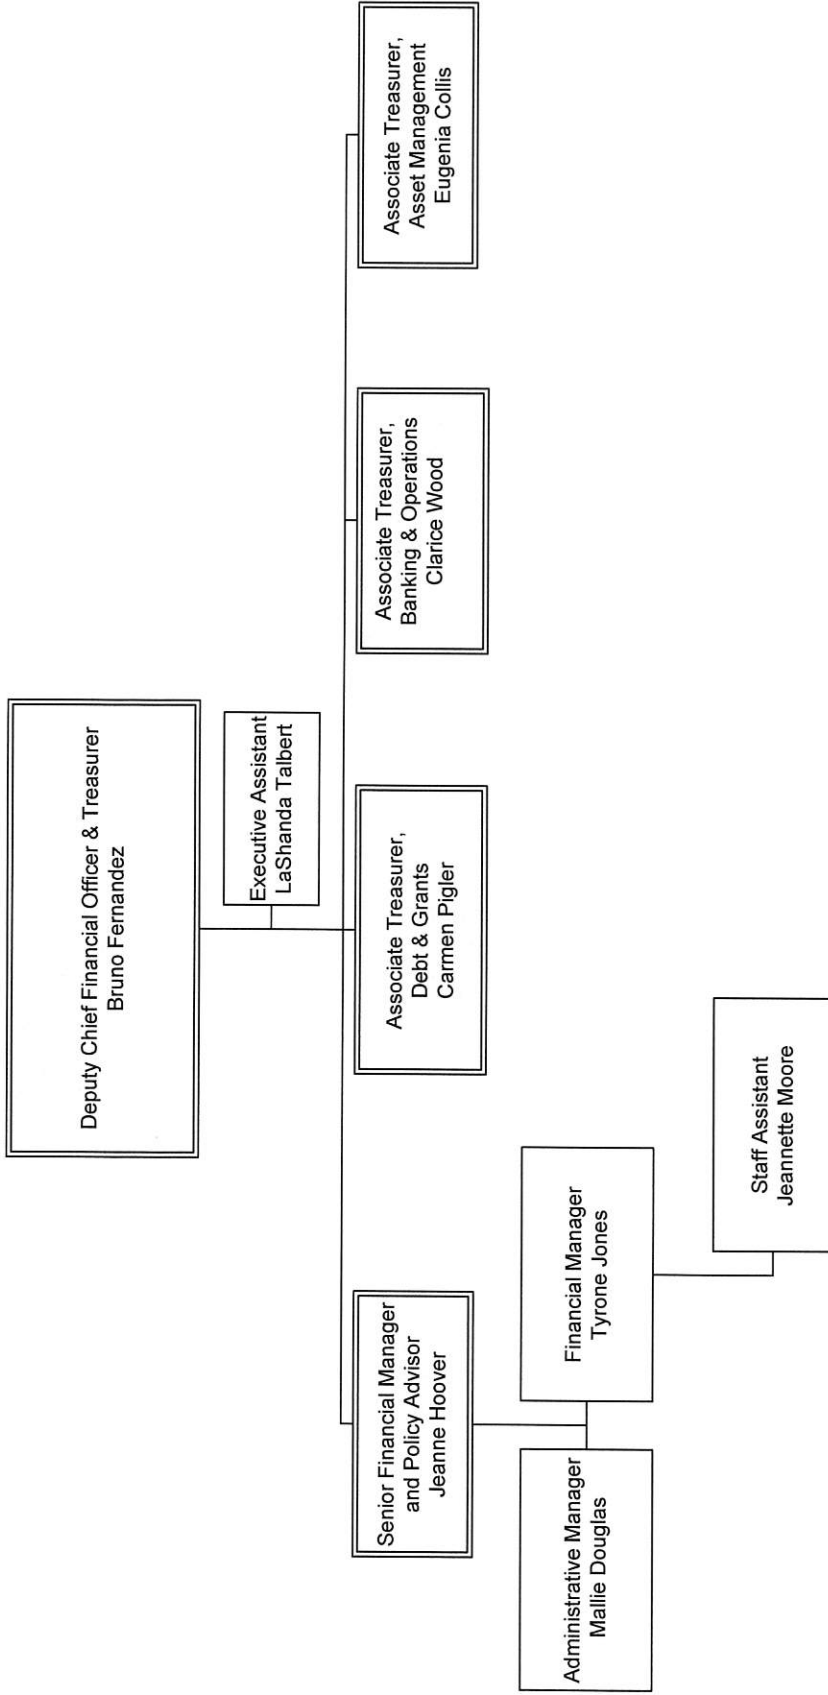 Deputy Chief Financial Officer & Treasurer
Bruno Fernandez
Executive Assistant
LaShanda Talbert
Senior Financial Manager
and Policy Advisor
Jeanne Hoover
Associate Treasurer,
Debt & Grants
Carmen Pigler
Associate Treasurer,
Banking & Operations
Clarice Wood
Associate Treasurer,
Asset Management
Eugenia Collis
Administrative Manager
Mallie Douglas
Financial Manager
Tyrone Jones
Staff Assistant
Jeannette Moore